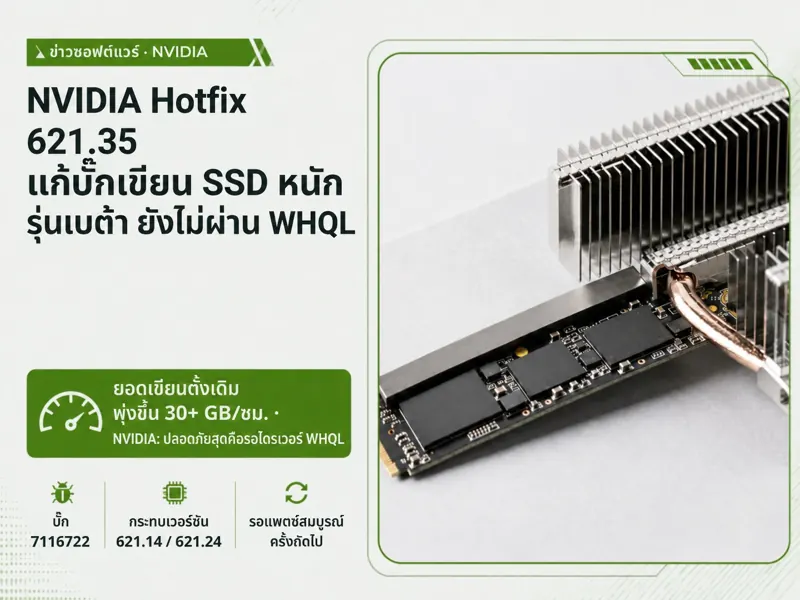 ข่าวซอฟต์แวร์ · NVIDIA
NVIDIA Hotfix
621.35
แก้บั๊กเขียน SSD หนัก
รุ่นเบต้า ยังไม่ผ่าน WHQL
ยอดเขียนตั้งเดิม
พุ่งขึ้น 30+ GB/ชม. ·
NVIDIA: ปลอดภัยสุดคือรอไดรเวอร์ WHQL
บั๊ก
7116722
กระทบเวอร์ชัน
621.14 / 621.24
รอแพตช์สมบูรณ์
ครั้งถัดไป